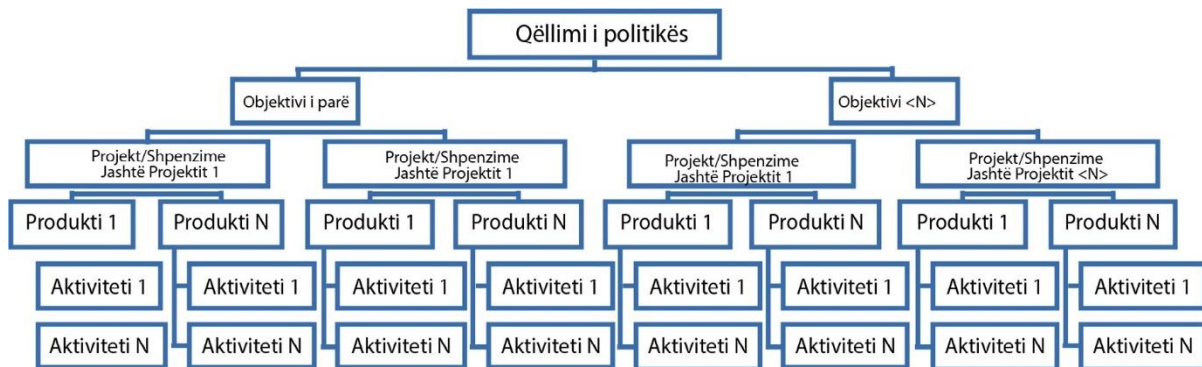 Qëllimi i politikës
Objektivi i parë
Objektivi <N>
Projekt/Shpenzime
Jashtë Projektit 1
Projekt/Shpenzime
Jashtë Projektit 1
Projekt/Shpenzime
Jashtë Projektit 1
Projekt/Shpenzime
Jashtë Projektit <N>
Produkti 1
Produkti N
Produkti 1
Produkti N
Produkti 1
Produkti N
Produkti 1
Produkti N
Aktiviteti 1
Aktiviteti 1
Aktiviteti 1
Aktiviteti 1
Aktiviteti 1
Aktiviteti 1
Aktiviteti 1
Aktiviteti 1
Aktiviteti N
Aktiviteti N
Aktiviteti N
Aktiviteti N
Aktiviteti N
Aktiviteti N
Aktiviteti N
Aktiviteti N